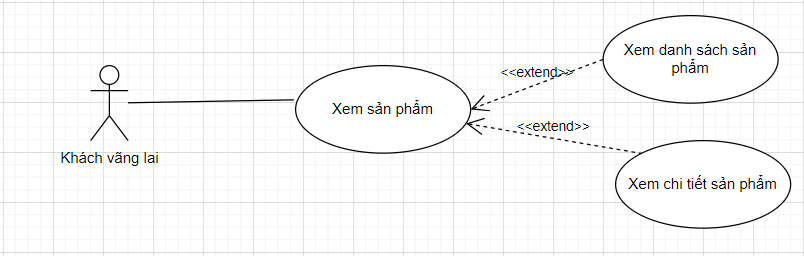 Xem danh sách sản
phẩm
<<extend>>
Xem sản phẩm
<<extend>>
Khách vãng lai
Xem chi tiết sản phẩm